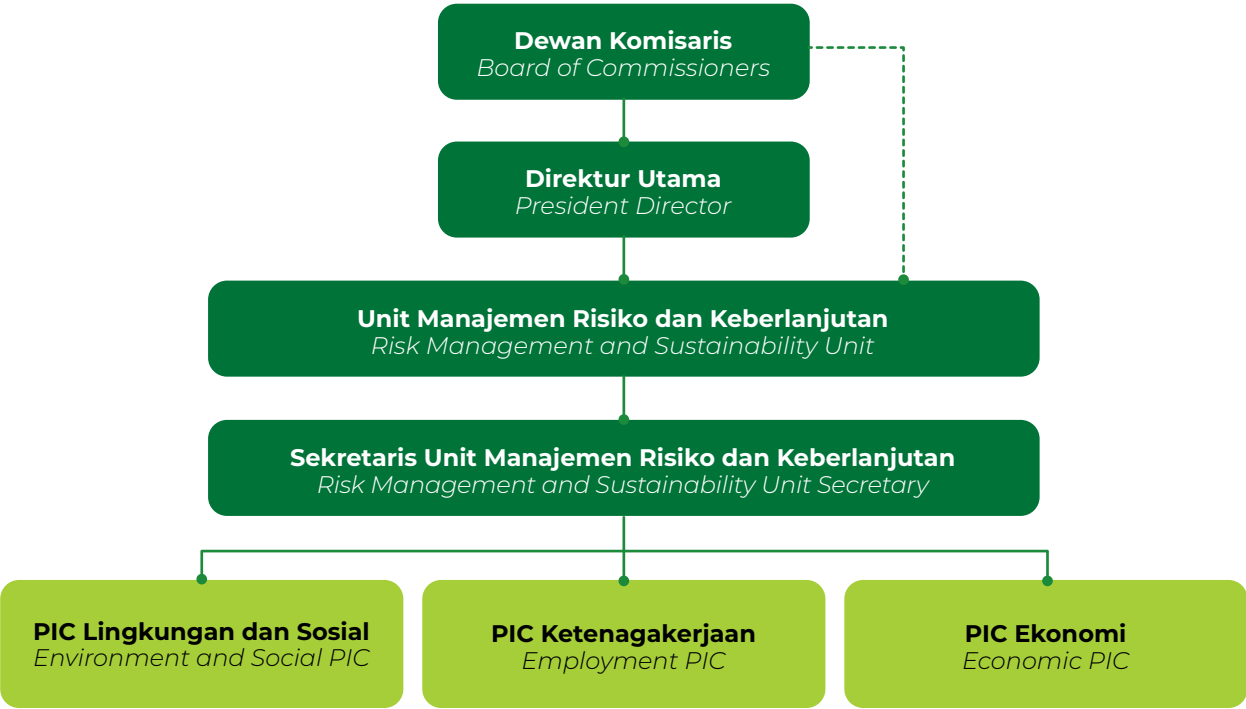 Dewan Komisaris
Board of Commissioners
Direktur Utama
President Director
Unit Manajemen Risiko dan Keberlanjutan
Risk Management and Sustainability Unit
Sekretaris Unit Manajemen Risiko dan Keberlanjutan
Risk Management and Sustainability Unit Secretary
PIC Lingkungan dan Sosial
Environment and Social PIC
PIC Ketenagakerjaan
Employment PIC
PIC Ekonomi
Economic PIC